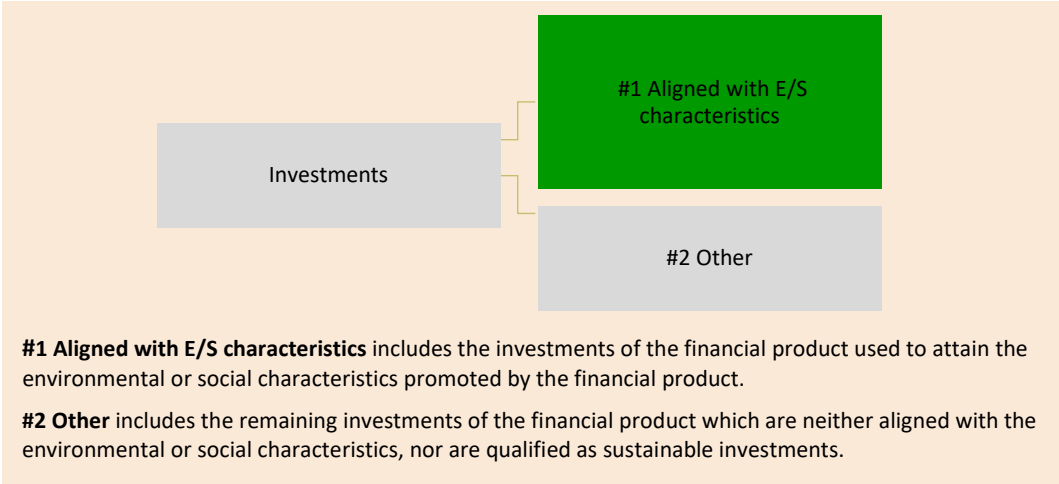 #1 Aligned with E/S
characteristics
Investments
#2 Other
#1 Aligned with E/S characteristics includes the investments of the financial product used to attain the
environmental or social characteristics promoted by the financial product.
#2 Other includes the remaining investments of the financial product which are neither aligned with the
environmental or social characteristics, nor are qualified as sustainable investments.